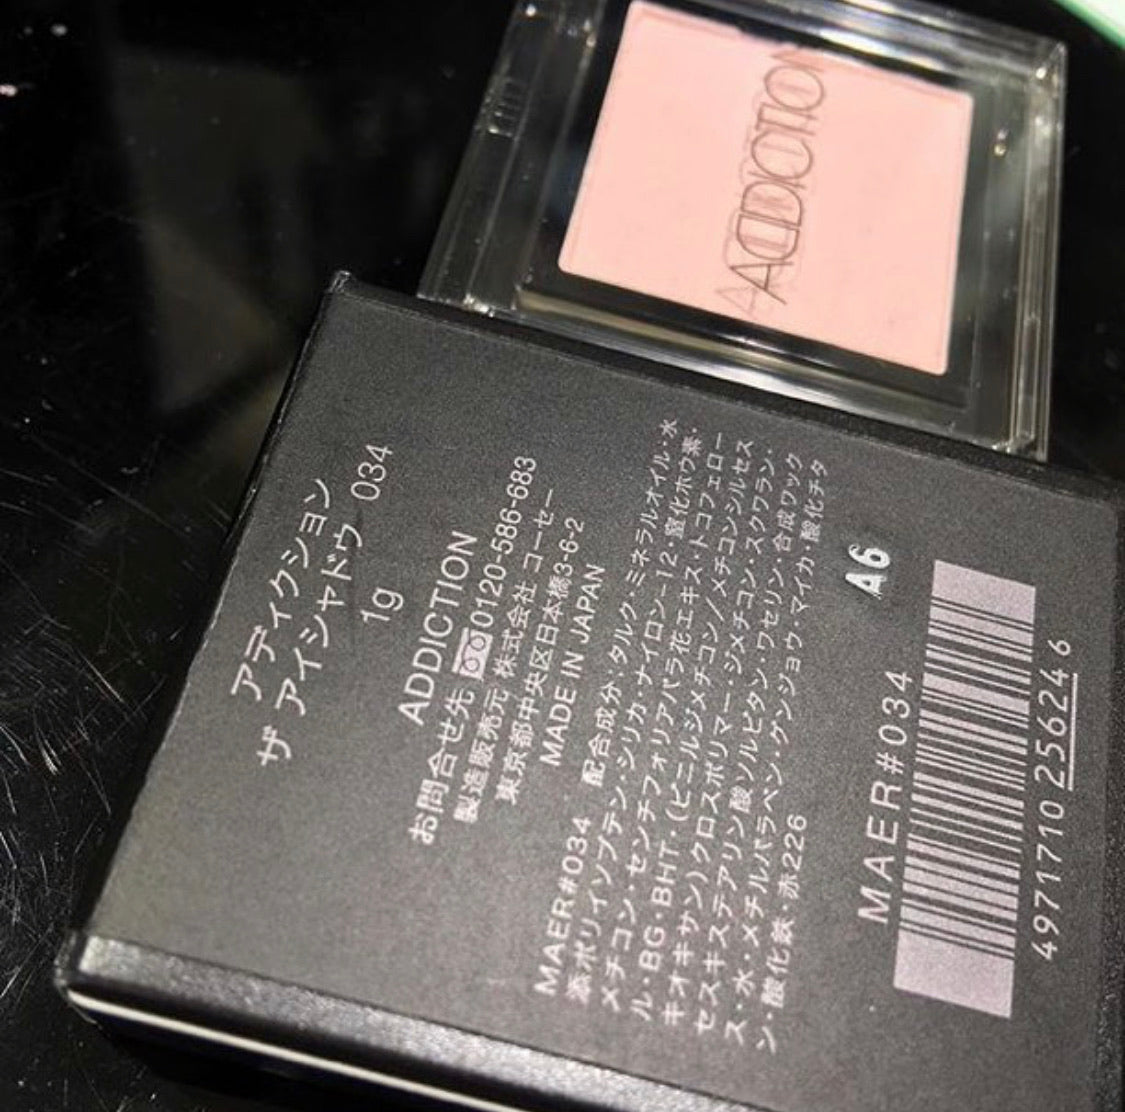 ADDICTION
アディクション
ザ アイシャドウ 034
1g
ADDICTION
お問合せ先 0120-586-683
製造販売元 株式会社 コーセー
東京都中央区日本橋3-6-2
MADE IN JAPAN
MAER#034 配合成分・タルク・ミネラルオイル・水
添ポリイソブテン・シリカ・ナイロン-12・窒化ホウ素・
メチコン・センチフォリアバラ花エキス・トコフェロー
ル・BG・BHT・(ビニルジメチコン/メチコンシルセス
キオキサン)クロスポリマー・ジメチコン・スクワラン・
セスキステアリン酸ソルビタン・ワセリン・合成ワック
ス・水・メチルパラベン・グンジョウ・マイカ・酸化チタ
ン・酸化鉄・赤226
A6
MAER#034
4971710256246